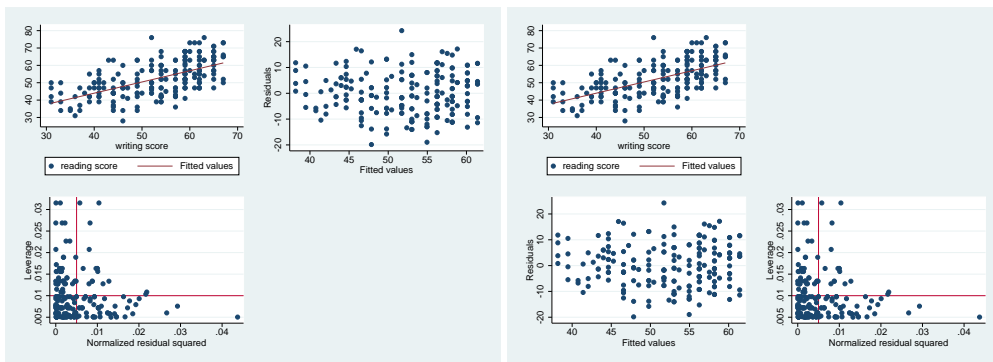 80
70
60
50
40
30
30 40 50 60 70
writing score
reading score Fitted values
20
10
0
-10
-20
Residuals
40 45 50 55 60
Fitted values
.03
.025
.02
.015
.01
.005
Leverage
0 .01 .02 .03 .04
Normalized residual squared
80
70
60
50
40
30
30 40 50 60 70
writing score
reading score Fitted values
20
10
0
-10
-20
Residuals
40 45 50 55 60
Fitted values
.03
.025
.02
.015
.01
.005
Leverage
0 .01 .02 .03 .04
Normalized residual squared